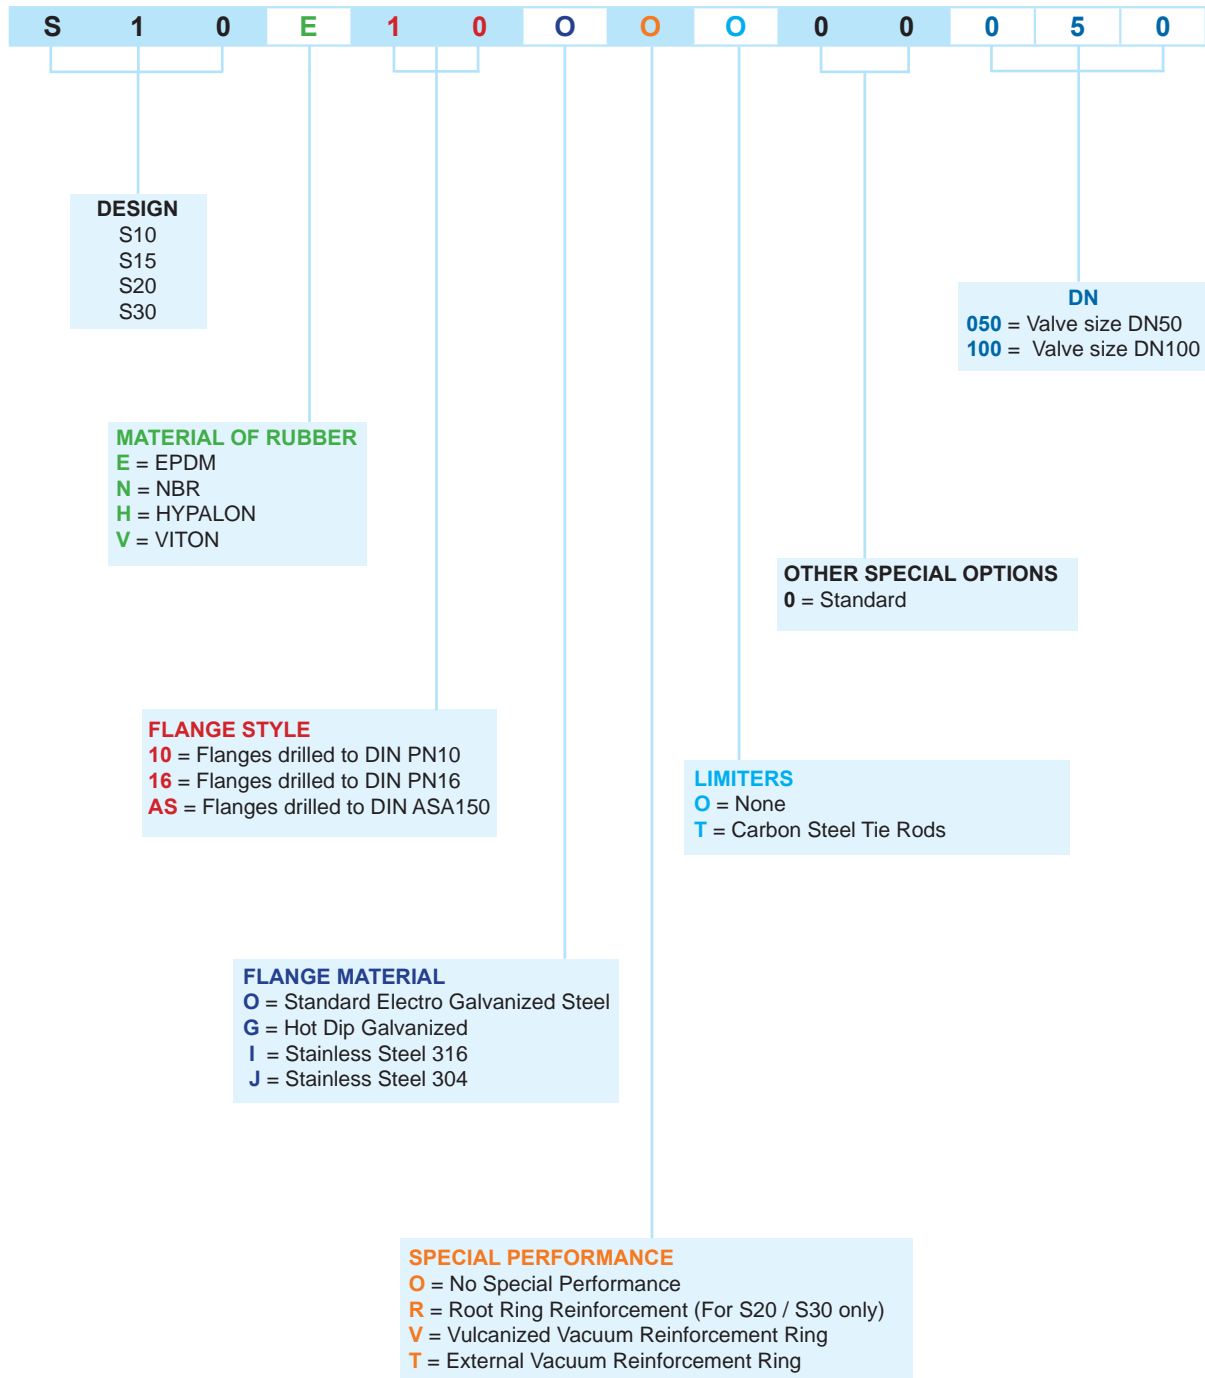 S 1 0 E 1 0 O O O 0 0 0 5 0
DESIGN
S10
S15
S20
S30
DN
050 = Valve size DN50
100 = Valve size DN100
MATERIAL OF RUBBER
E = EPDM
N = NBR
H = HYPALON
V = VITON
OTHER SPECIAL OPTIONS
0 = Standard
FLANGE STYLE
10 = Flanges drilled to DIN PN10
16 = Flanges drilled to DIN PN16
AS = Flanges drilled to DIN ASA150
LIMITERS
O = None
T = Carbon Steel Tie Rods
FLANGE MATERIAL
O = Standard Electro Galvanized Steel
G = Hot Dip Galvanized
I = Stainless Steel 316
J = Stainless Steel 304
SPECIAL PERFORMANCE
O = No Special Performance
R = Root Ring Reinforcement (For S20 / S30 only)
V = Vulcanized Vacuum Reinforcement Ring
T = External Vacuum Reinforcement Ring